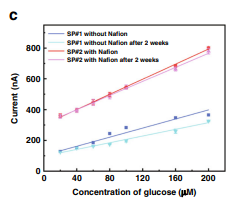 C
SP#1 without Nafion
SP#1 without Nafion after 2 weeks
SP#2 with Nafion
SP#2 with Nafion after 2 weeks
Current (nA)
800
600
400
200
0
0 40 80 120 160 200
Concentration of glucose (μM)